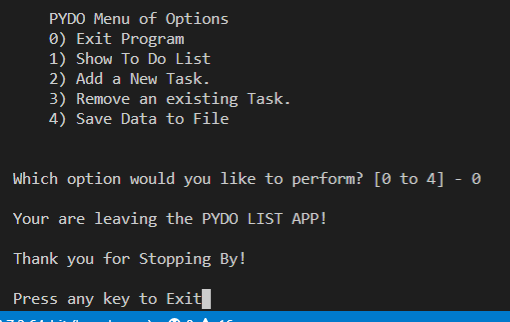 PYDO Menu of Options
0) Exit Program
1) Show To Do List
2) Add a New Task.
3) Remove an existing Task.
4) Save Data to File
Which option would you like to perform? [0 to 4] - 0
Your are leaving the PYDO LIST APP!
Thank you for Stopping By!
Press any key to Exit